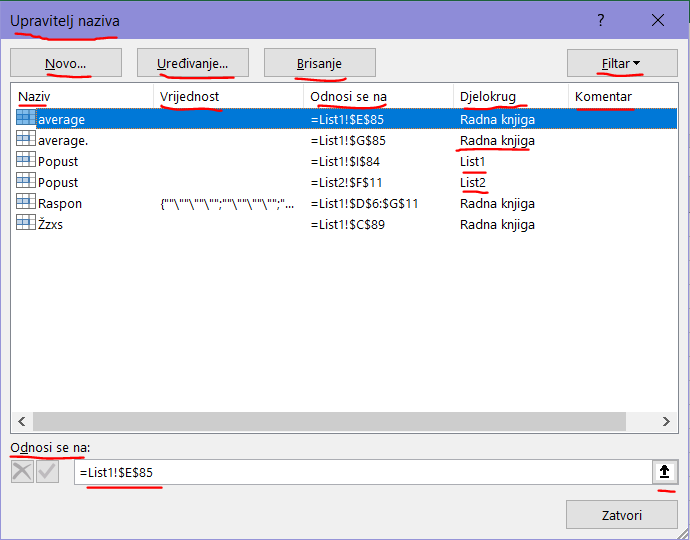 Upravitelj naziva ?
Novo... Uređivanje... Brisanje Filtar
Naziv Vrijednost Odnosi se na Djelokrug Komentar
average =List1!$E$85 Radna knjiga
average. =List1!$G$85 Radna knjiga
Popust =List1!$I$84 List1
Popust =List2!$F$11 List2
Raspon {""\""\""\"";""\""\""\"";"... =List1!$D$6:$G$11 Radna knjiga
Žzxs =List1!$C$89 Radna knjiga
Odnosi se na:
=List1!$E$85
Zatvori